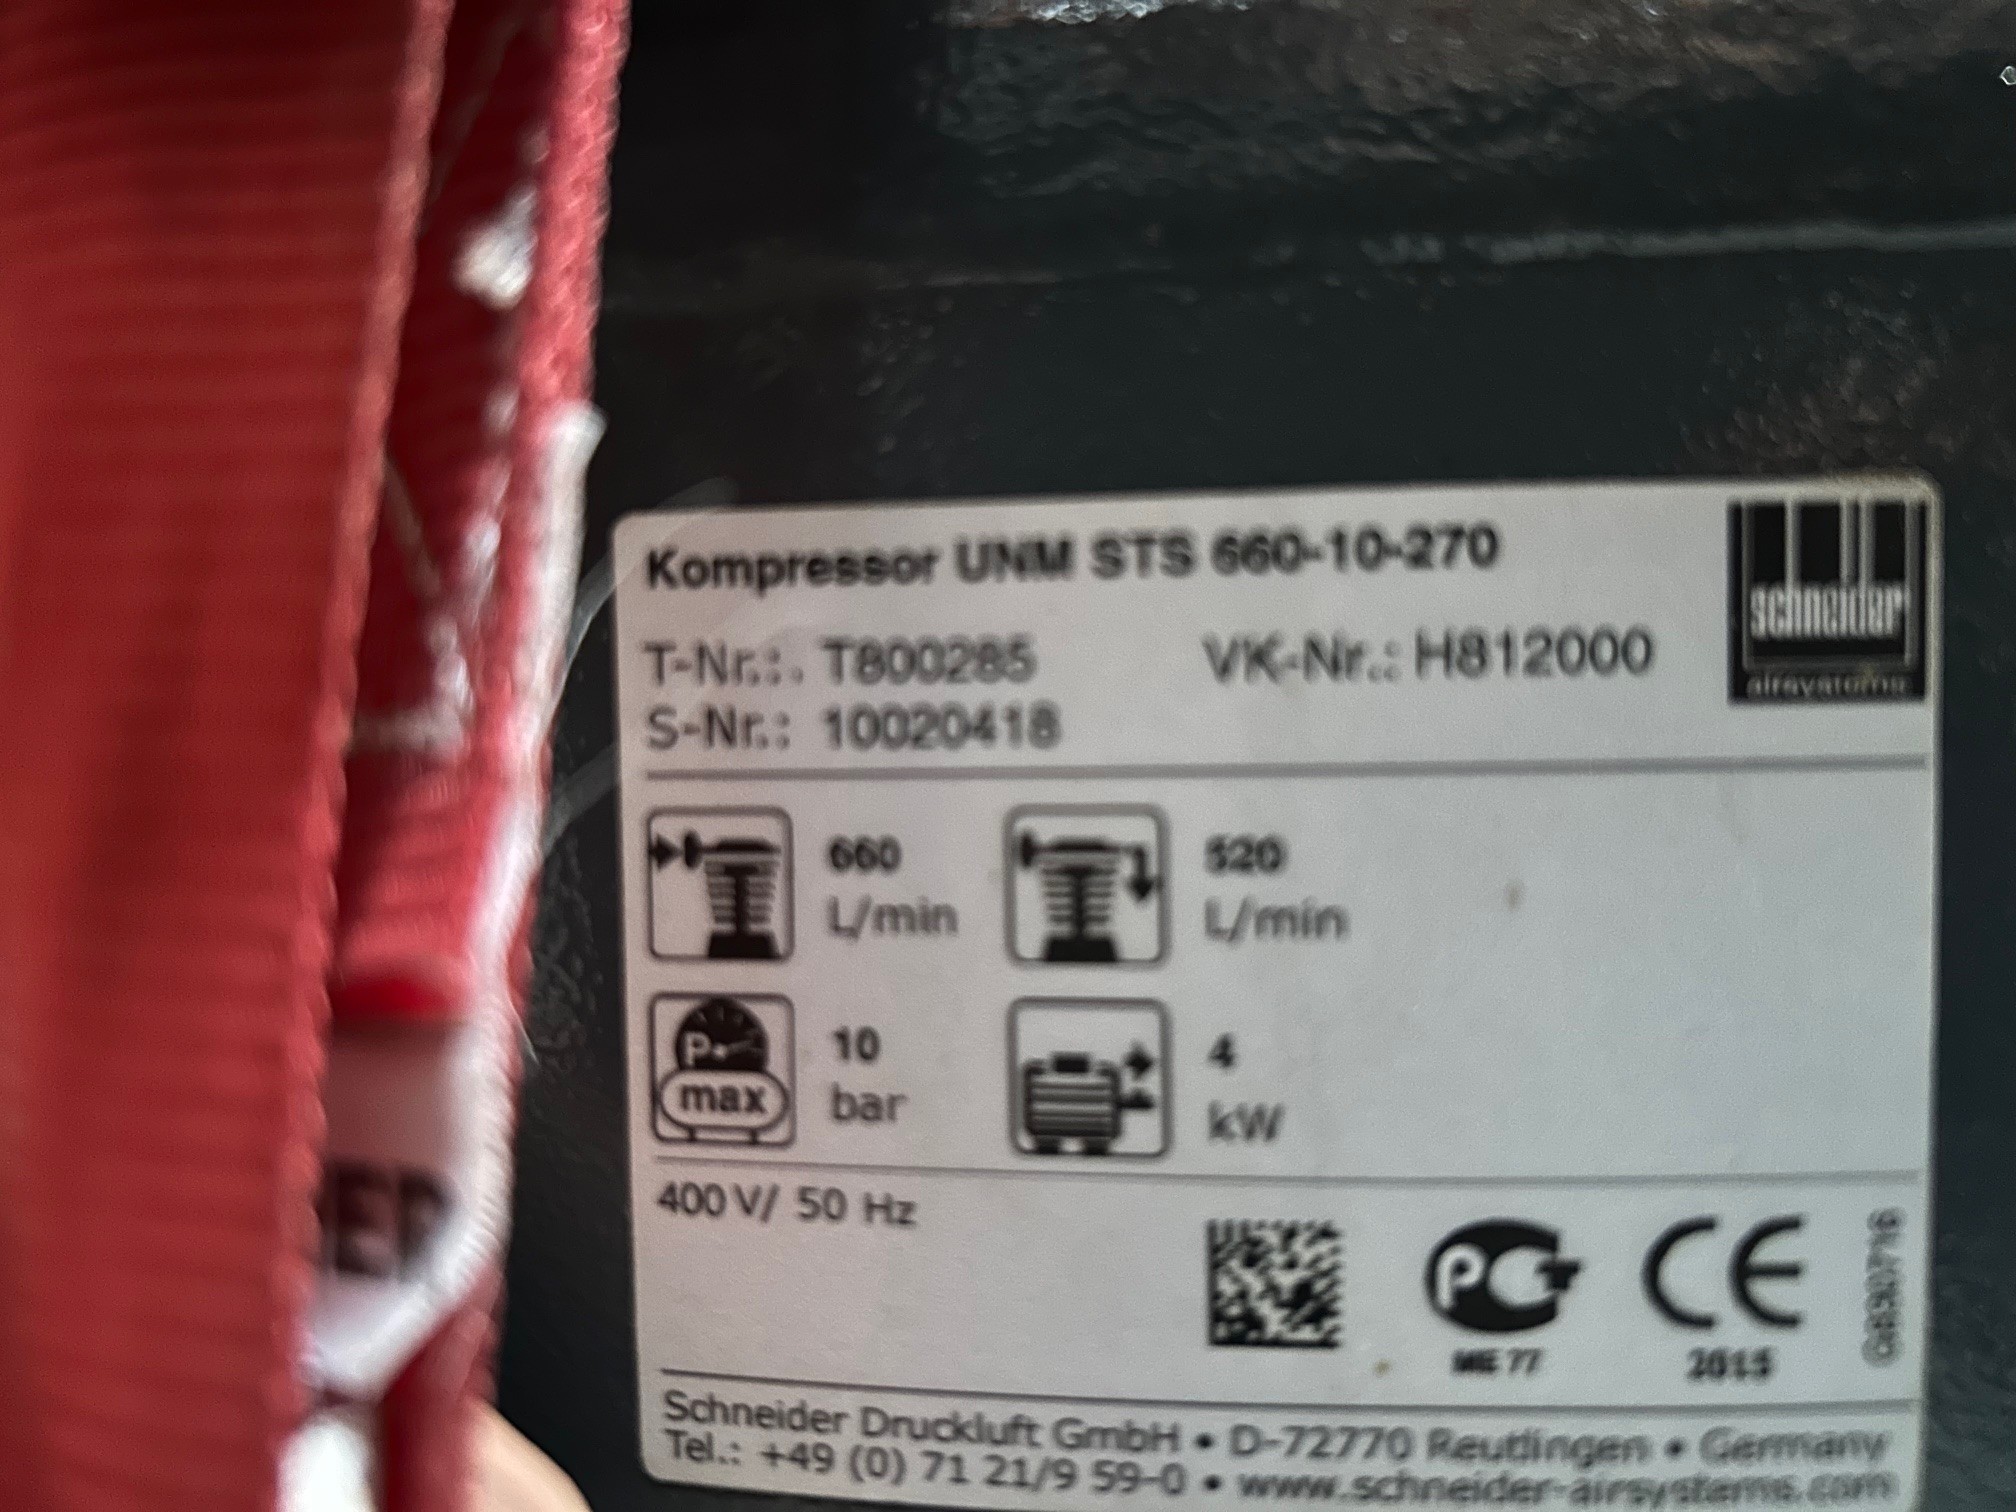 Kompressor UNM STS 660-10-270
schneider
airsystems
T-Nr.:. T800285 VK-Nr.: H812000
S-Nr.: 10020418
660 L/min
520 L/min
P
max
10 bar
4 kW
400 V/ 50 Hz
PCT
ME 77
CE
2015
Schneider Druckluft GmbH • D-72770 Reutlingen • Germany
Tel.: +49 (0) 71 21/9 59-0 • www.schneider-airsystems.com